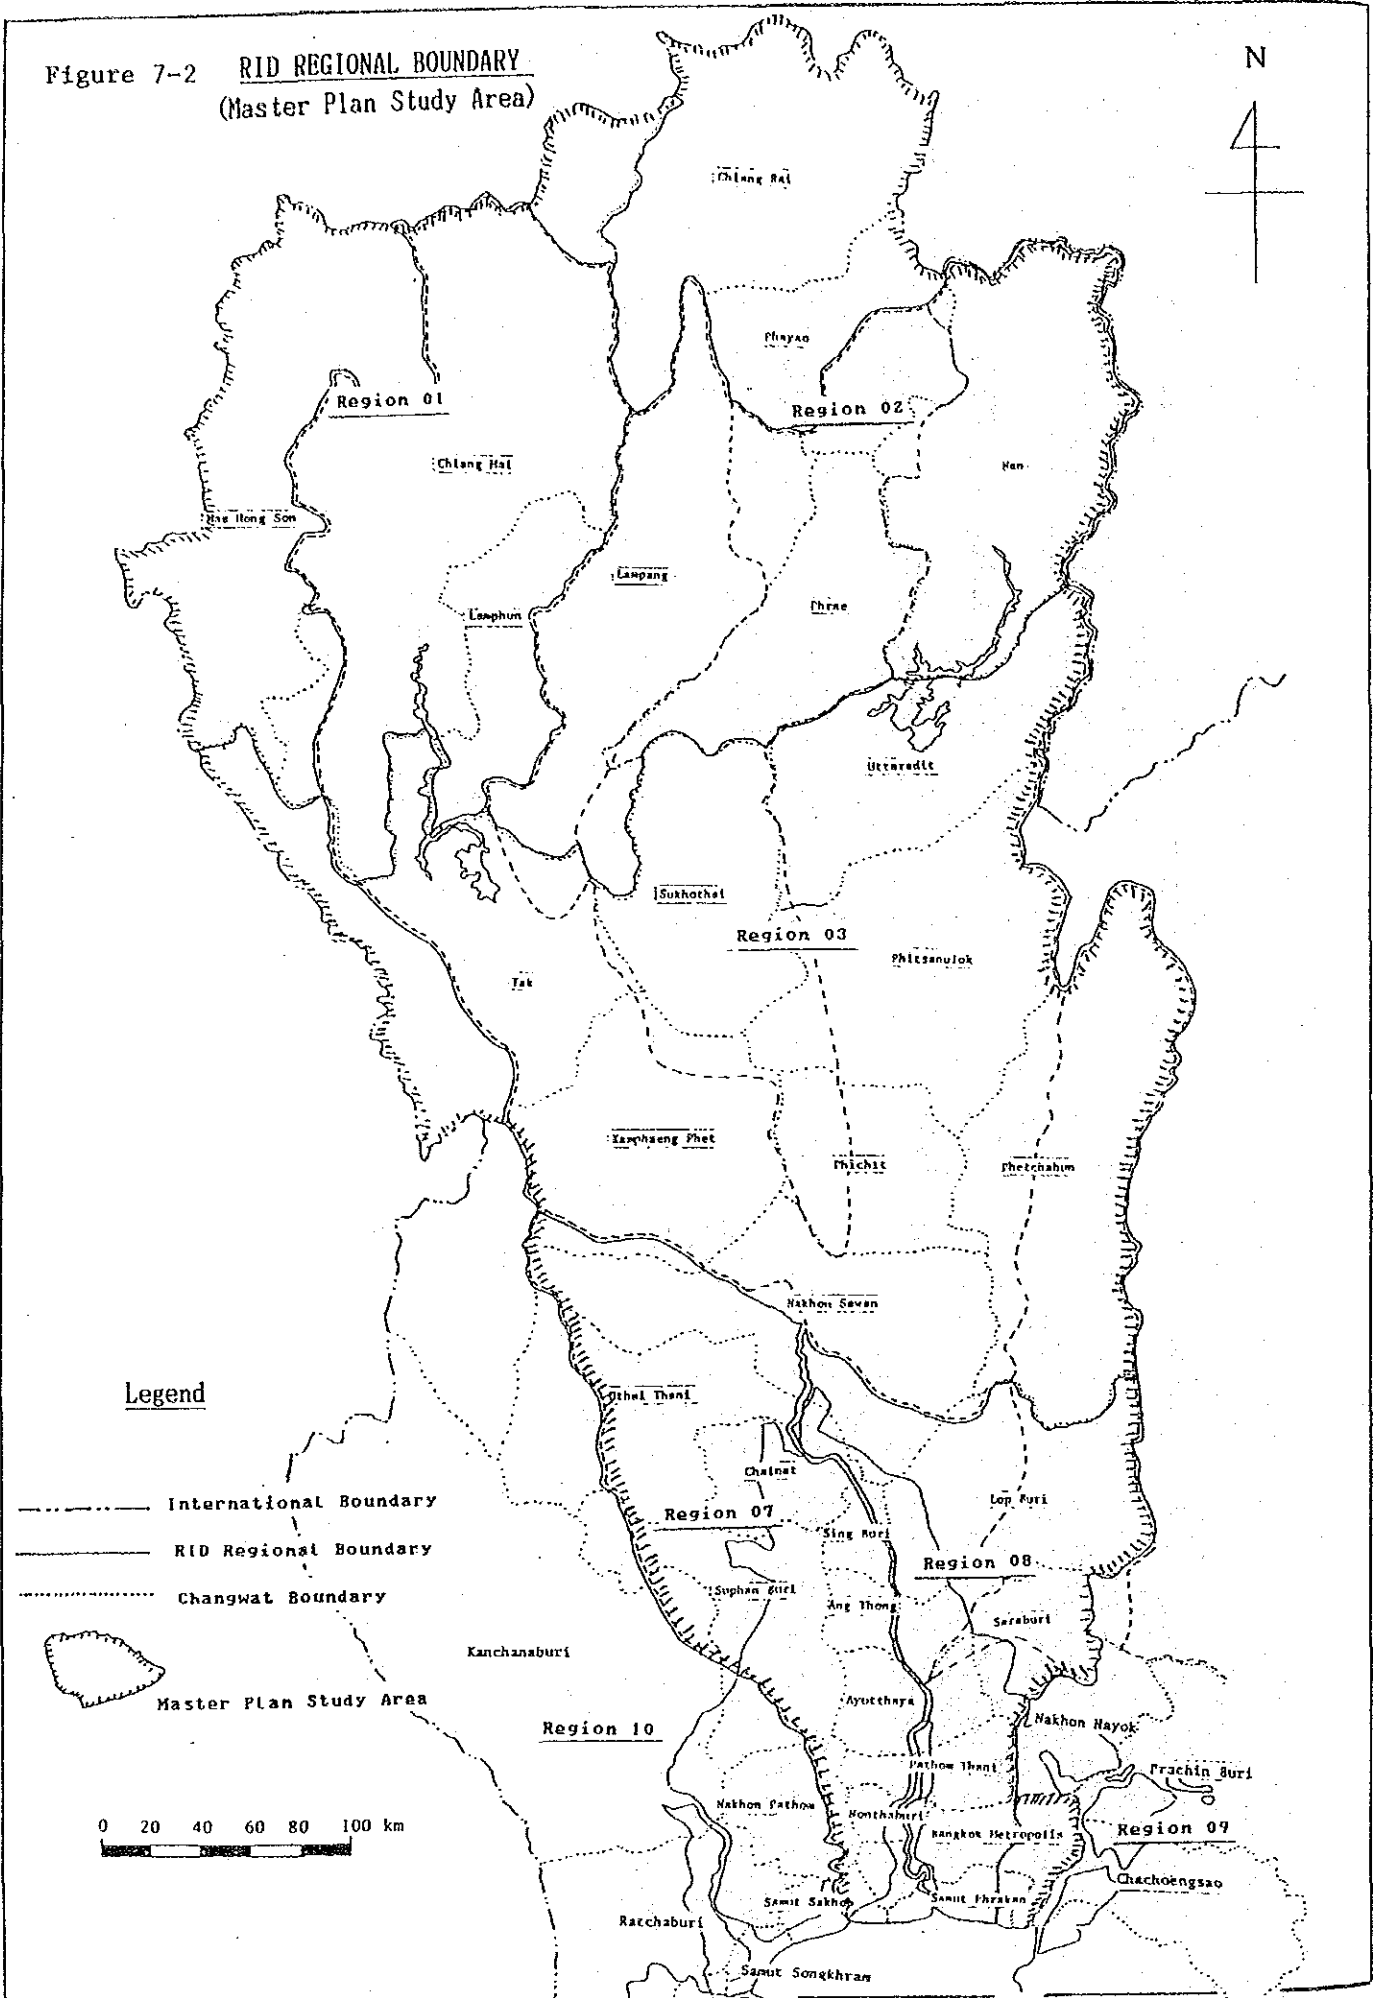 Figure 7-2 RID REGIONAL BOUNDARY
(Master Plan Study Area)
N
Chiang Rai
Phayao
Region 01
Region 02
Chiang Mai
Nan
Mae Hong Son
Lampang
Phrae
Lamphun
Uttaradit
Sukhothai
Region 03
Phitsanulok
Tak
Kamphaeng Phet
Phichit
Phetchabun
Nakhon Sawan
Uthai Thani
Legend
Chainat
Lop Buri
International Boundary
Region 07
Sing Buri
RID Regional Boundary
Region 08
Changwat Boundary
Suphan Buri
Ang Thong
Saraburi
Kanchanaburi
Master Plan Study Area
Ayutthaya
Nakhon Nayok
Region 10
Pathom Thani
Prachin Buri
Nakhon Pathom
Nonthaburi
0 20 40 60 80 100 km
Bangkok Metropolis
Region 09
Chachoengsao
Samut Sakhon
Samut Phrakan
Ratchaburi
Samut Songkhram